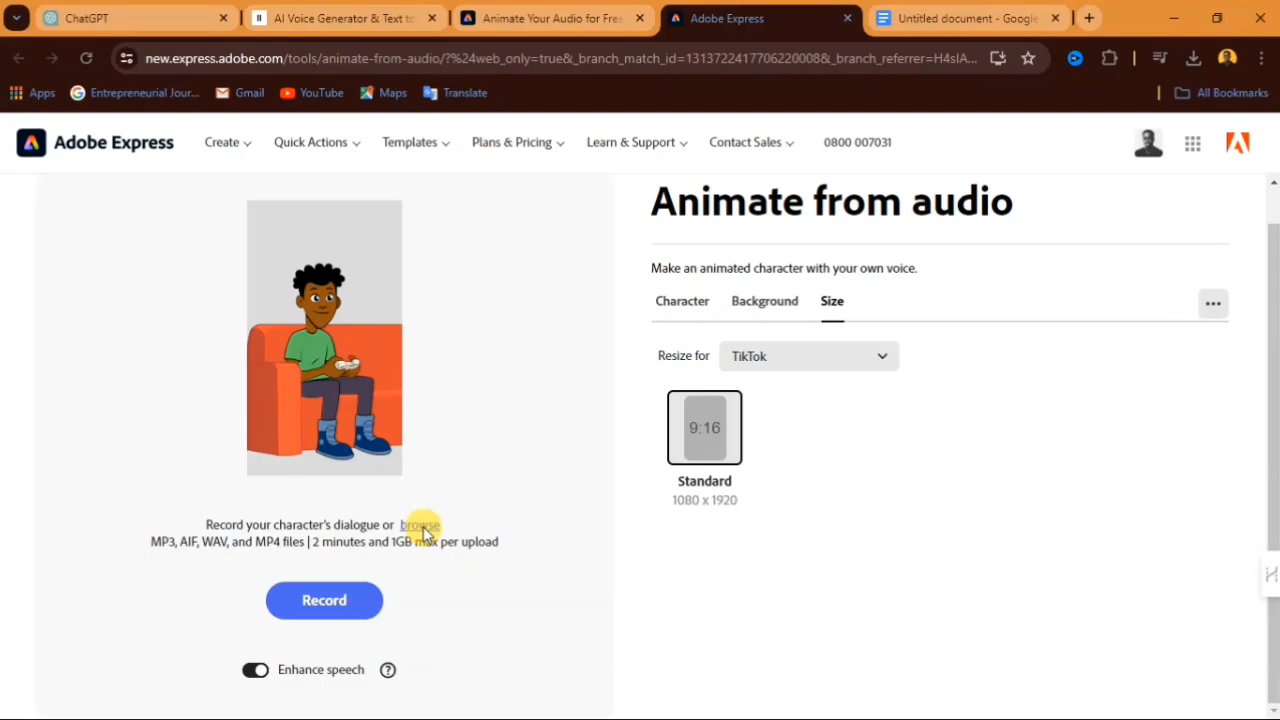 ChatGPT
AI Voice Generator & Text to
Animate Your Audio for Free
Adobe Express
Untitled document - Google
new.express.adobe.com/tools/animate-from-audio/?%24web_only=true&_branch_match_id=1313722417706220008&_branch_referrer=H4sIA...
Apps
Entrepreneurial Jour...
Gmail
YouTube
Maps
Translate
All Bookmarks
Adobe Express
Create
Quick Actions
Templates
Plans & Pricing
Learn & Support
Contact Sales
0800 007031
Animate from audio
Make an animated character with your own voice.
Character
Background
Size
Resize for
TikTok
9:16
Standard
1080 x 1920
Record your character's dialogue or browse
MP3, AIF, WAV, and MP4 files | 2 minutes and 1GB max per upload
Record
Enhance speech